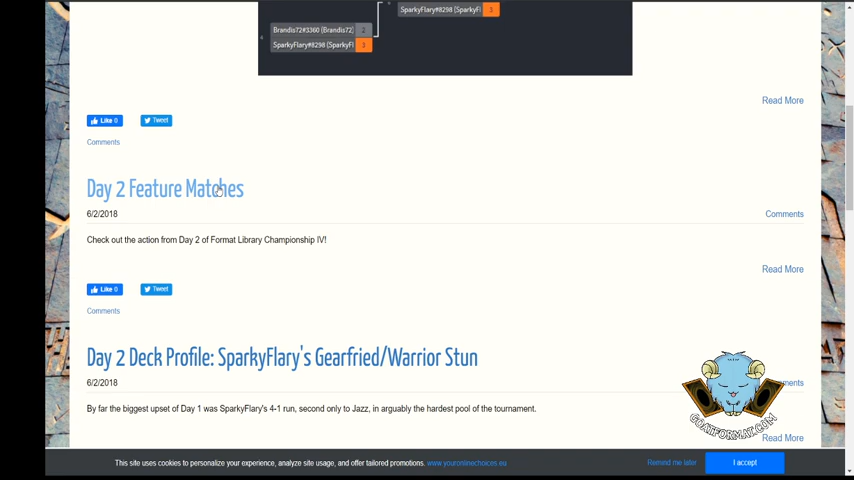 SparkyFlary#8298 (SparkyFl 3
Brandis72#3360 (Brandis72) 2
SparkyFlary#8298 (SparkyFl 3
Read More
Like 0 Tweet
Comments
Day 2 Feature Matches
6/2/2018 Comments
Check out the action from Day 2 of Format Library Championship IV!
Read More
Like 0 Tweet
Comments
Day 2 Deck Profile: SparkyFlary's Gearfried/Warrior Stun
6/2/2018 ments
By far the biggest upset of Day 1 was SparkyFlary's 4-1 run, second only to Jazz, in arguably the hardest pool of the tournament.
GOATFORMAT.COM
Read More
This site uses cookies to personalize your experience, analyze site usage, and offer tailored promotions. www.youronlinechoices.eu Remind me later I accept